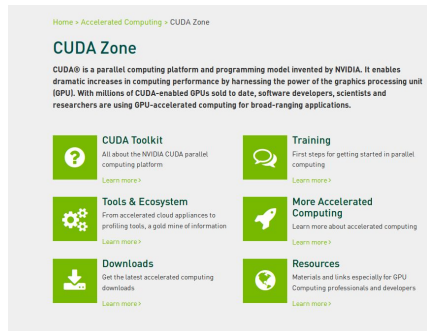 Home > Accelerated Computing > CUDA Zone
CUDA Zone
CUDA® is a parallel computing platform and programming model invented by NVIDIA. It enables
dramatic increases in computing performance by harnessing the power of the graphics processing unit
(GPU). With millions of CUDA-enabled GPUs sold to date, software developers, scientists and
researchers are using GPU-accelerated computing for broad-ranging applications.
CUDA Toolkit
All about the NVIDIA CUDA parallel
computing platform
Learn more >
Training
First steps for getting started in parallel
computing
Learn more >
Tools & Ecosystem
From accelerated cloud appliances to
profiling tools, a gold mine of information
Learn more >
More Accelerated
Computing
Learn more about accelerated computing
Learn more >
Downloads
Get the latest accelerated computing
downloads
Learn more >
Resources
Materials and links especially for GPU
Computing professionals and developers
Learn more >